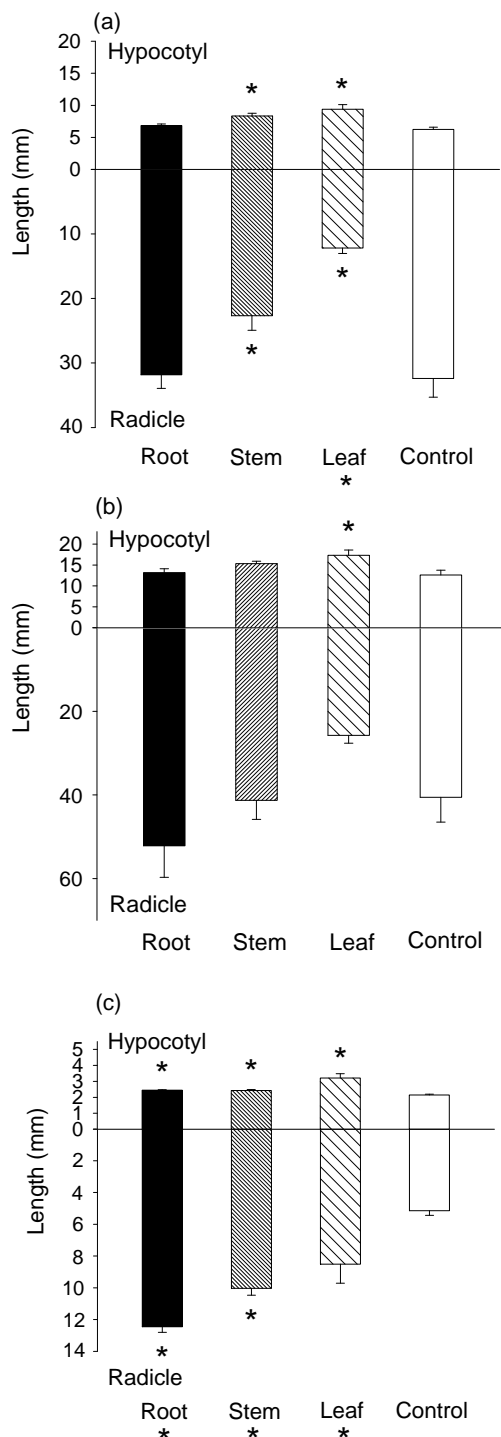 (a)
Hypocotyl
20
15
10
5
0
10
20
30
40
Length (mm)
* *
*
*
Radicle
Root Stem Leaf Control
*
(b)
Hypocotyl
*
20
15
10
5
0
20
40
60
Length (mm)
Radicle
Root Stem Leaf Control
(c)
Hypocotyl
* * *
5
4
3
2
1
0
2
4
6
8
10
12
14
Length (mm)
*
*
Radicle
Root Stem Leaf Control
* * *